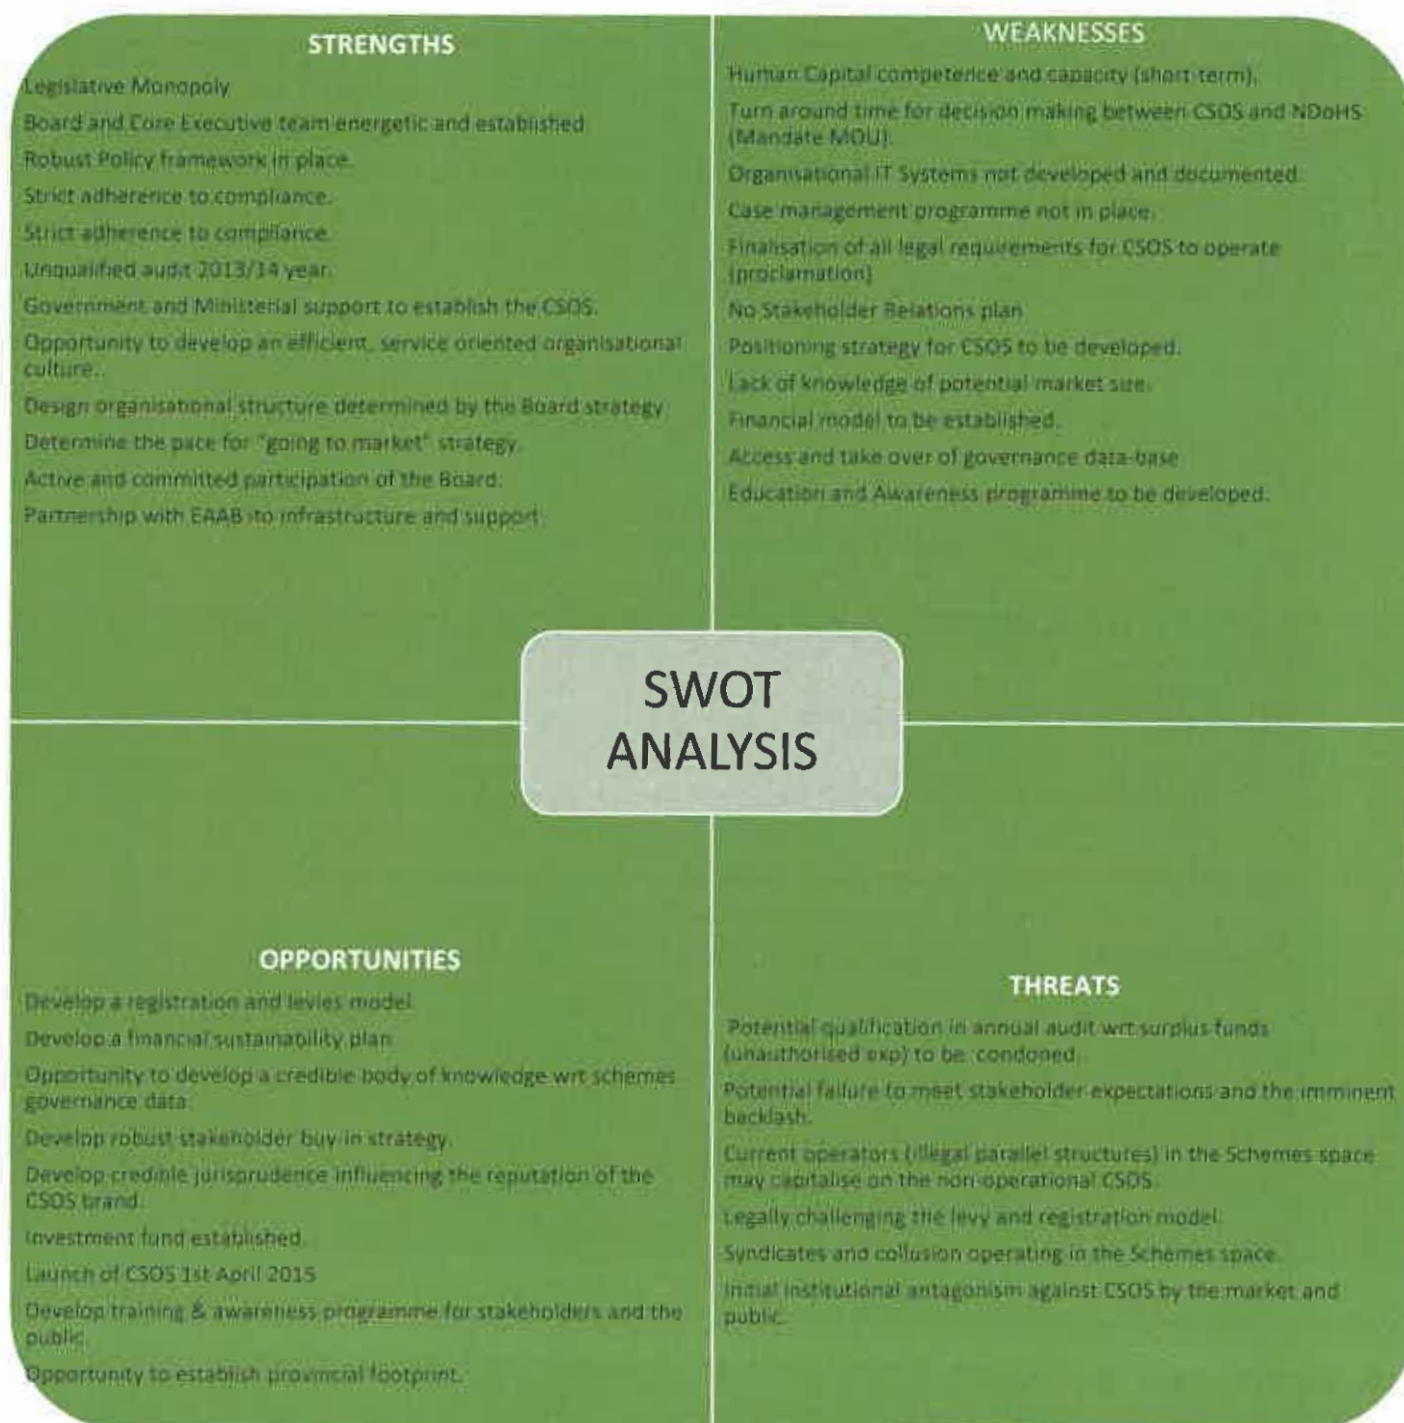 STRENGTHS
Legislative Monopoly
Board and Core Executive team energetic and established
Robust Policy framework in place.
Strict adherence to compliance.
Strict adherence to compliance.
Unqualified audit 2013/14 year.
Government and Ministerial support to establish the CSOS.
Opportunity to develop an efficient, service oriented organisational
culture..
Design organisational structure determined by the Board strategy
Determine the pace for "going to market" strategy.
Active and committed participation of the Board.
Partnership with EAAB ito infrastructure and support
WEAKNESSES
Human Capital competence and capacity (short-term).
Turn around time for decision making between CSOS and NDoHS
(Mandate MOU).
Organisational IT Systems not developed and documented.
Case management programme not in place.
Finalisation of all legal requirements for CSOS to operate
(proclamation)
No Stakeholder Relations plan
Positioning strategy for CSOS to be developed.
Lack of knowledge of potential market size.
Financial model to be established.
Access and take over of governance data-base
Education and Awareness programme to be developed.
SWOT
ANALYSIS
OPPORTUNITIES
Develop a registration and levies model
Develop a financial sustainability plan
Opportunity to develop a credible body of knowledge wrt schemes
governance data.
Develop robust stakeholder buy-in strategy.
Develop credible jurisprudence influencing the reputation of the
CSOS brand.
Investment fund established.
Launch of CSOS 1st April 2015
Develop training & awareness programme for stakeholders and the
public.
Opportunity to establish provincial footprint.
THREATS
Potential qualification in annual audit wrt surplus funds
(unauthorised exp) to be condoned.
Potential failure to meet stakeholder expectations and the imminent
backlash.
Current operators (illegal parallel structures) in the Schemes space
may capitalise on the non-operational CSOS.
Legally challenging the levy and registration model.
Syndicates and collusion operating in the Schemes space.
Initial institutional antagonism against CSOS by the market and
public.